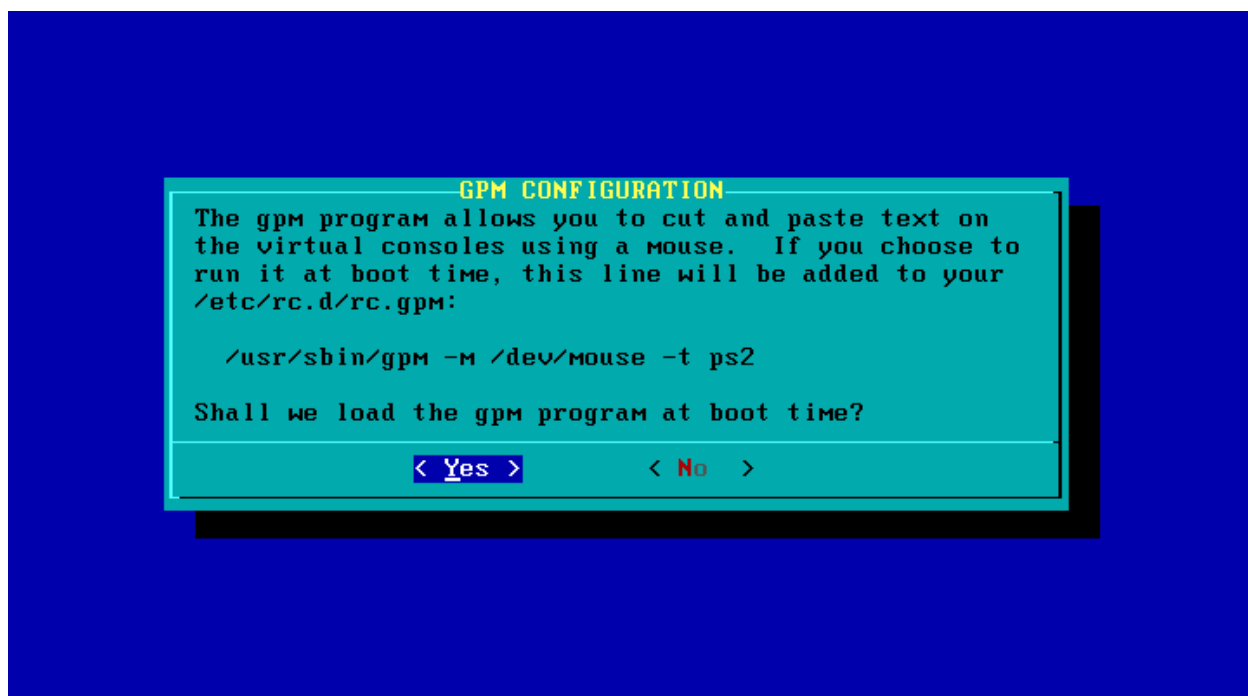 GPM CONFIGURATION
The gpm program allows you to cut and paste text on
the virtual consoles using a mouse.  If you choose to
run it at boot time, this line will be added to your
/etc/rc.d/rc.gpm:
/usr/sbin/gpm -m /dev/mouse -t ps2
Shall we load the gpm program at boot time?
< Yes > < No >